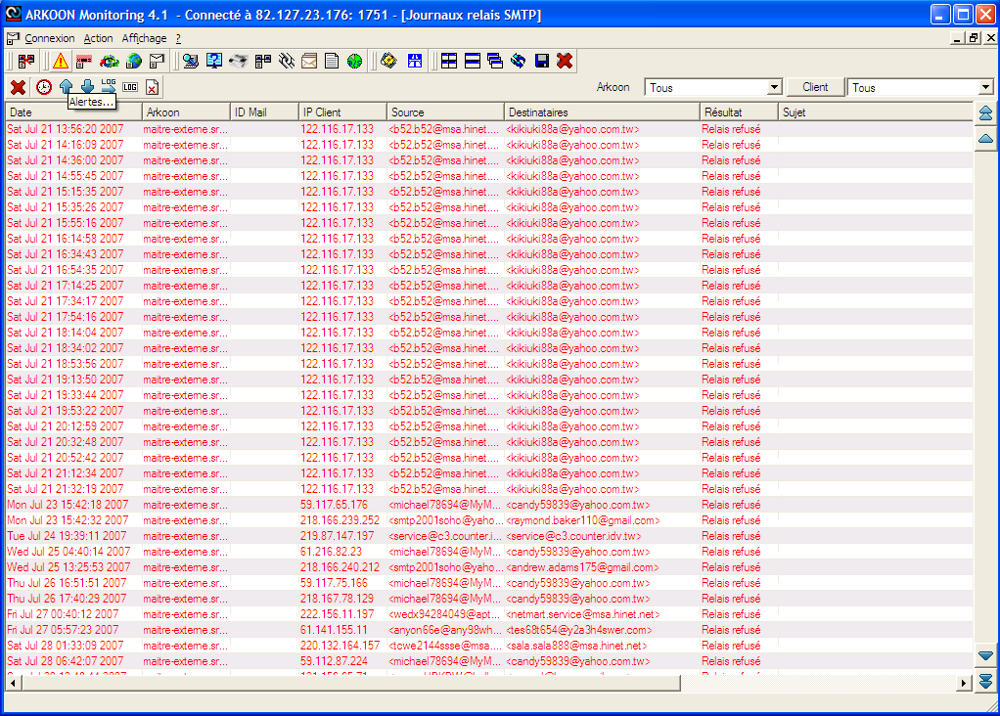 ARKOON Monitoring 4.1 - Connecté à 82.127.23.176: 1751 - [Journaux relais SMTP]
Connexion Action Affichage ?
LOG LOG
Arkoon Tous Client Tous
Alertes...
Date Arkoon ID Mail IP Client Source Destinataires Résultat Sujet
Sat Jul 21 13:56:20 2007 maitre-externe.sr... 122.116.17.133 <b52.b52@msa.hinet.... <kikiuki88a@yahoo.com.tw> Relais refusé
Sat Jul 21 14:16:09 2007 maitre-externe.sr... 122.116.17.133 <b52.b52@msa.hinet.... <kikiuki88a@yahoo.com.tw> Relais refusé
Sat Jul 21 14:36:00 2007 maitre-externe.sr... 122.116.17.133 <b52.b52@msa.hinet.... <kikiuki88a@yahoo.com.tw> Relais refusé
Sat Jul 21 14:55:45 2007 maitre-externe.sr... 122.116.17.133 <b52.b52@msa.hinet.... <kikiuki88a@yahoo.com.tw> Relais refusé
Sat Jul 21 15:15:35 2007 maitre-externe.sr... 122.116.17.133 <b52.b52@msa.hinet.... <kikiuki88a@yahoo.com.tw> Relais refusé
Sat Jul 21 15:35:26 2007 maitre-externe.sr... 122.116.17.133 <b52.b52@msa.hinet.... <kikiuki88a@yahoo.com.tw> Relais refusé
Sat Jul 21 15:55:16 2007 maitre-externe.sr... 122.116.17.133 <b52.b52@msa.hinet.... <kikiuki88a@yahoo.com.tw> Relais refusé
Sat Jul 21 16:14:58 2007 maitre-externe.sr... 122.116.17.133 <b52.b52@msa.hinet.... <kikiuki88a@yahoo.com.tw> Relais refusé
Sat Jul 21 16:34:43 2007 maitre-externe.sr... 122.116.17.133 <b52.b52@msa.hinet.... <kikiuki88a@yahoo.com.tw> Relais refusé
Sat Jul 21 16:54:35 2007 maitre-externe.sr... 122.116.17.133 <b52.b52@msa.hinet.... <kikiuki88a@yahoo.com.tw> Relais refusé
Sat Jul 21 17:14:25 2007 maitre-externe.sr... 122.116.17.133 <b52.b52@msa.hinet.... <kikiuki88a@yahoo.com.tw> Relais refusé
Sat Jul 21 17:34:17 2007 maitre-externe.sr... 122.116.17.133 <b52.b52@msa.hinet.... <kikiuki88a@yahoo.com.tw> Relais refusé
Sat Jul 21 17:54:16 2007 maitre-externe.sr... 122.116.17.133 <b52.b52@msa.hinet.... <kikiuki88a@yahoo.com.tw> Relais refusé
Sat Jul 21 18:14:04 2007 maitre-externe.sr... 122.116.17.133 <b52.b52@msa.hinet.... <kikiuki88a@yahoo.com.tw> Relais refusé
Sat Jul 21 18:34:02 2007 maitre-externe.sr... 122.116.17.133 <b52.b52@msa.hinet.... <kikiuki88a@yahoo.com.tw> Relais refusé
Sat Jul 21 18:53:56 2007 maitre-externe.sr... 122.116.17.133 <b52.b52@msa.hinet.... <kikiuki88a@yahoo.com.tw> Relais refusé
Sat Jul 21 19:13:50 2007 maitre-externe.sr... 122.116.17.133 <b52.b52@msa.hinet.... <kikiuki88a@yahoo.com.tw> Relais refusé
Sat Jul 21 19:33:44 2007 maitre-externe.sr... 122.116.17.133 <b52.b52@msa.hinet.... <kikiuki88a@yahoo.com.tw> Relais refusé
Sat Jul 21 19:53:22 2007 maitre-externe.sr... 122.116.17.133 <b52.b52@msa.hinet.... <kikiuki88a@yahoo.com.tw> Relais refusé
Sat Jul 21 20:12:59 2007 maitre-externe.sr... 122.116.17.133 <b52.b52@msa.hinet.... <kikiuki88a@yahoo.com.tw> Relais refusé
Sat Jul 21 20:32:48 2007 maitre-externe.sr... 122.116.17.133 <b52.b52@msa.hinet.... <kikiuki88a@yahoo.com.tw> Relais refusé
Sat Jul 21 20:52:42 2007 maitre-externe.sr... 122.116.17.133 <b52.b52@msa.hinet.... <kikiuki88a@yahoo.com.tw> Relais refusé
Sat Jul 21 21:12:34 2007 maitre-externe.sr... 122.116.17.133 <b52.b52@msa.hinet.... <kikiuki88a@yahoo.com.tw> Relais refusé
Sat Jul 21 21:32:19 2007 maitre-externe.sr... 122.116.17.133 <b52.b52@msa.hinet.... <kikiuki88a@yahoo.com.tw> Relais refusé
Mon Jul 23 15:42:18 2007 maitre-externe.sr... 59.117.65.176 <michael78694@MyM... <candy59839@yahoo.com.tw> Relais refusé
Mon Jul 23 15:42:32 2007 maitre-externe.sr... 218.166.239.252 <smtp2001soho@yaho... <raymond.baker110@gmail.com> Relais refusé
Tue Jul 24 19:39:11 2007 maitre-externe.sr... 219.87.147.197 <service@c3.counter.i... <service@c3.counter.idv.tw> Relais refusé
Wed Jul 25 04:40:14 2007 maitre-externe.sr... 61.216.82.23 <michael78694@MyM... <candy59839@yahoo.com.tw> Relais refusé
Wed Jul 25 13:25:53 2007 maitre-externe.sr... 218.166.240.212 <smtp2001soho@yaho... <andrew.adams175@gmail.com> Relais refusé
Thu Jul 26 16:51:51 2007 maitre-externe.sr... 59.117.75.166 <michael78694@MyM... <candy59839@yahoo.com.tw> Relais refusé
Thu Jul 26 17:40:29 2007 maitre-externe.sr... 218.167.78.129 <michael78694@MyM... <candy59839@yahoo.com.tw> Relais refusé
Fri Jul 27 00:40:12 2007 maitre-externe.sr... 222.156.11.197 <wedx94284049@apt... <netmart.service@msa.hinet.net> Relais refusé
Fri Jul 27 05:57:23 2007 maitre-externe.sr... 61.141.155.11 <anyon66e@any98wh... <tes68t654@y2a3h4swer.com> Relais refusé
Sat Jul 28 01:33:09 2007 maitre-externe.sr... 220.132.164.157 <tcwe2144ssse@msa.... <sala.sala888@msa.hinet.net> Relais refusé
Sat Jul 28 06:42:07 2007 maitre-externe.sr... 59.112.87.224 <michael78694@MyM... <candy59839@yahoo.com.tw> Relais refusé